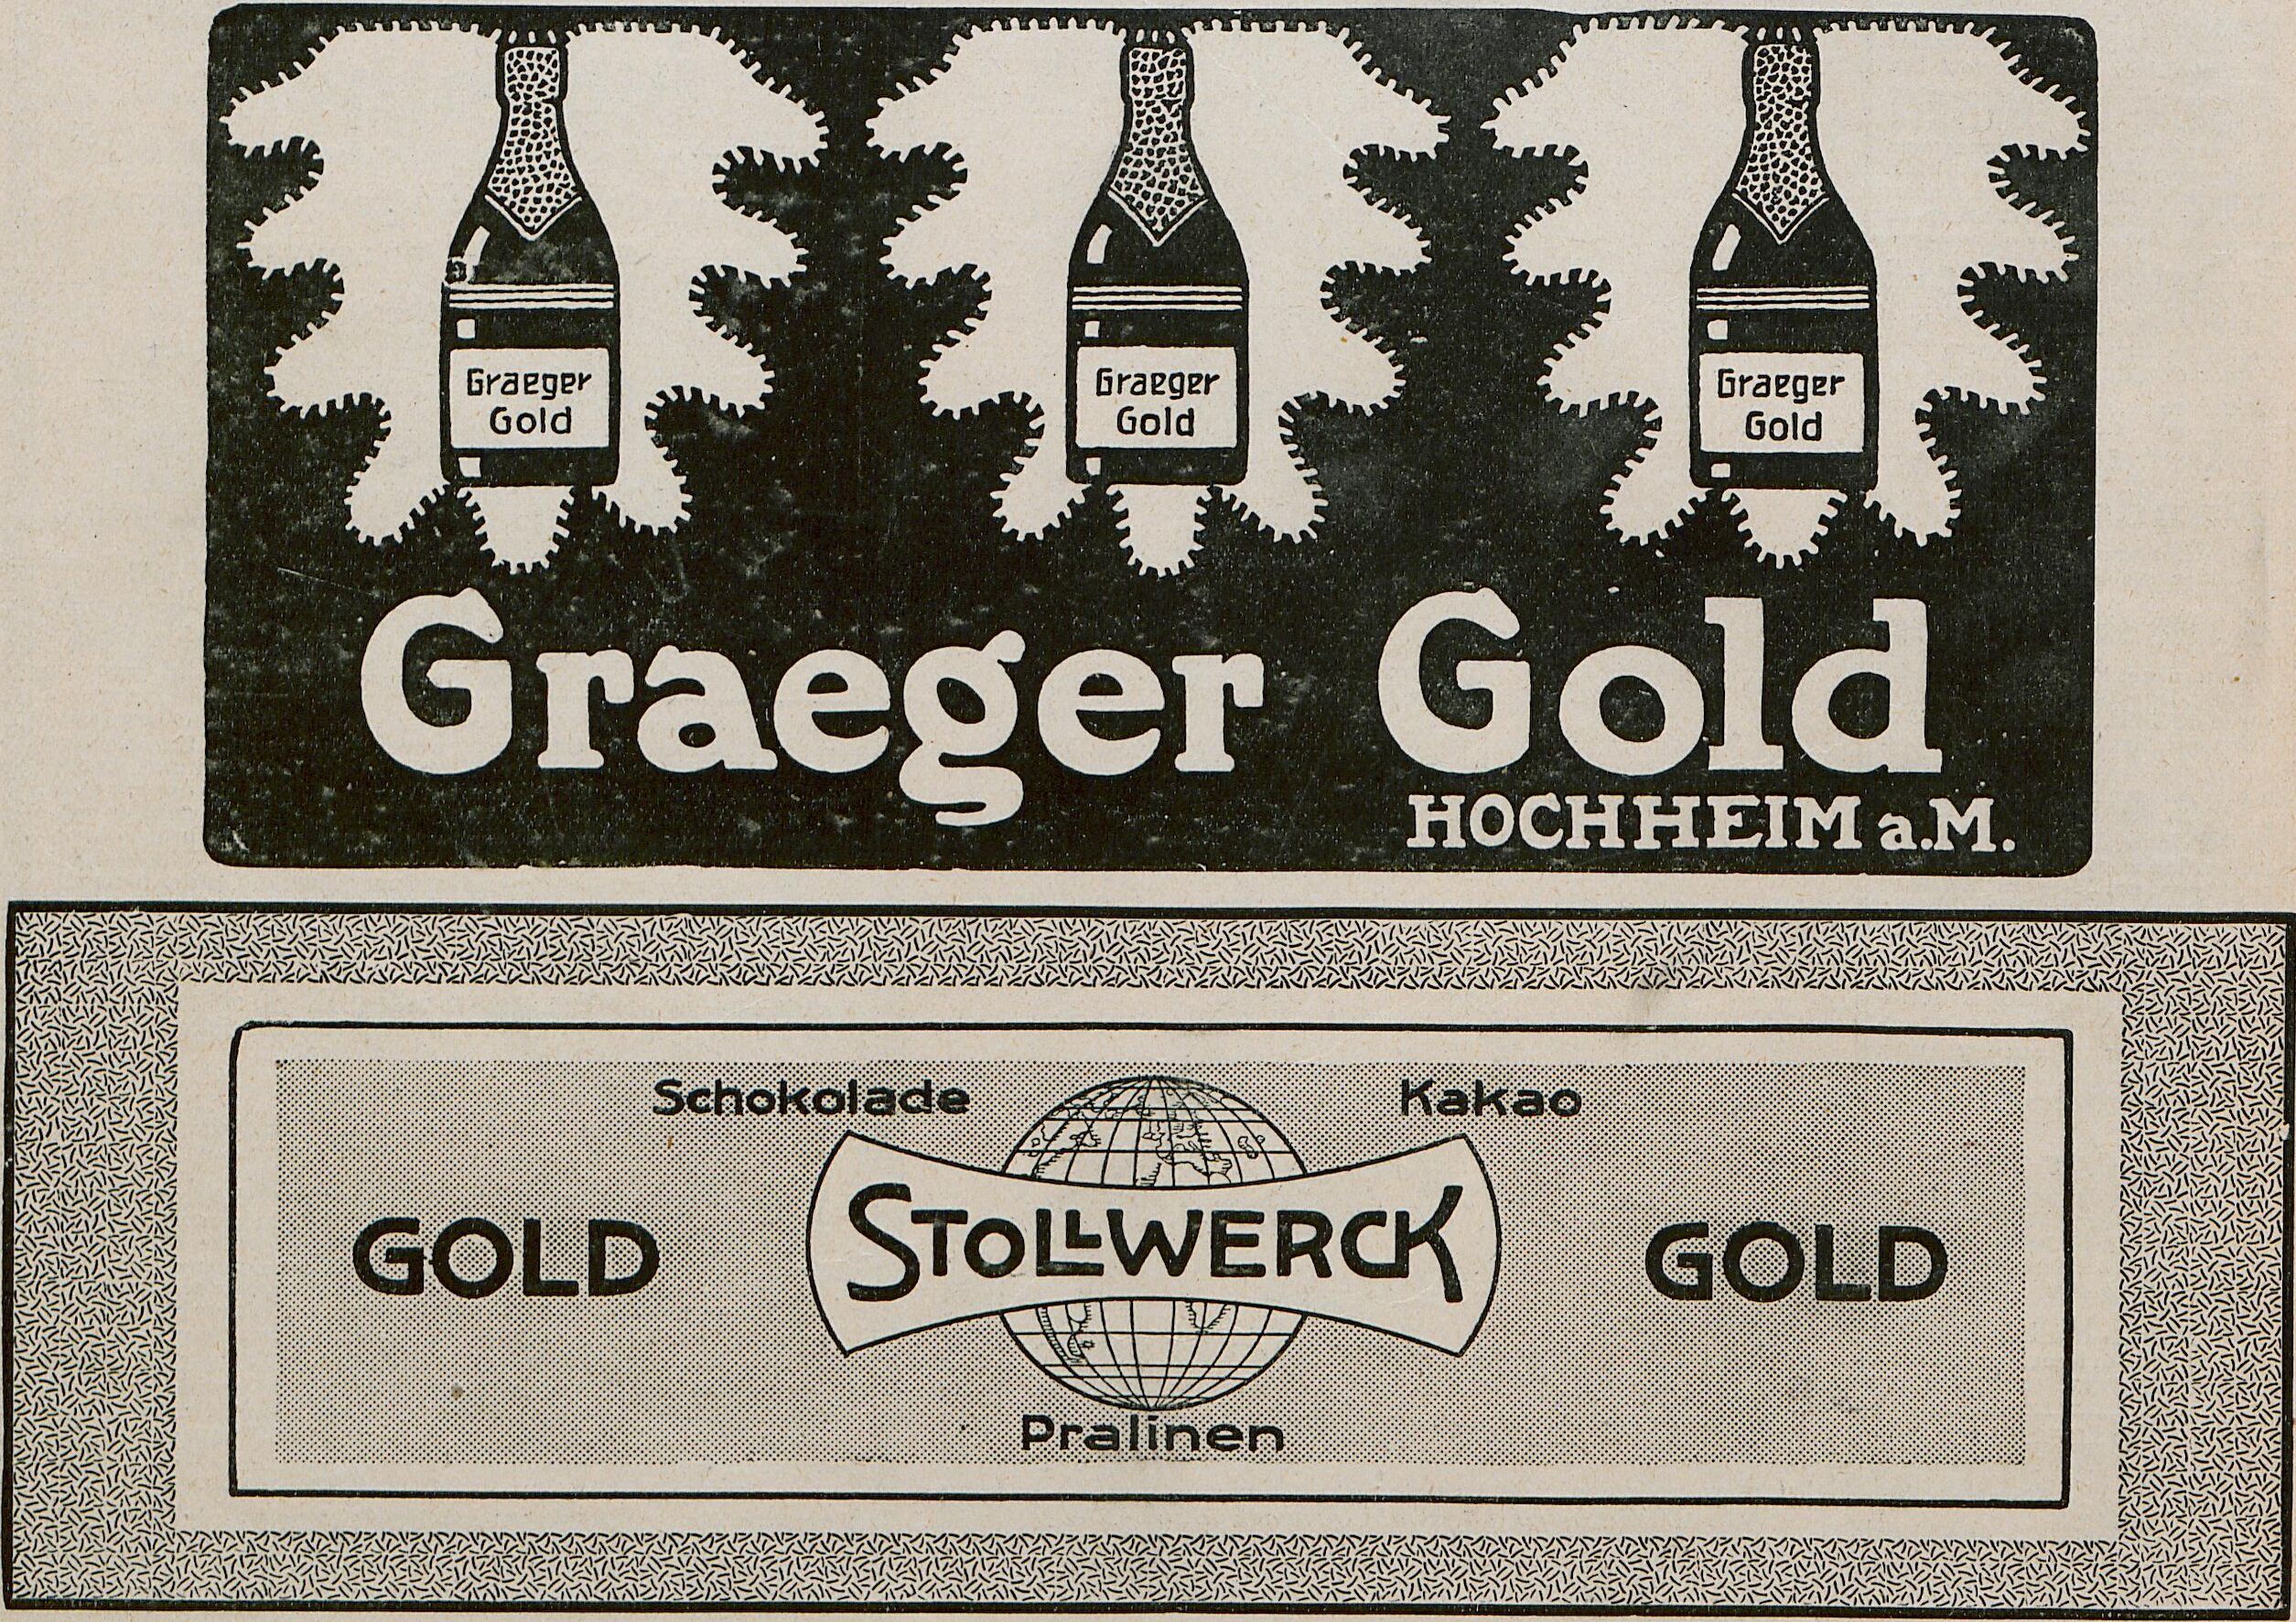 Graeger
Gold
Graeger
Gold
Graeger
Gold
Graeger Gold
HOCHHEIM a.M.
Schokolade Kakao
GOLD STOLLWERCK GOLD
Pralinen